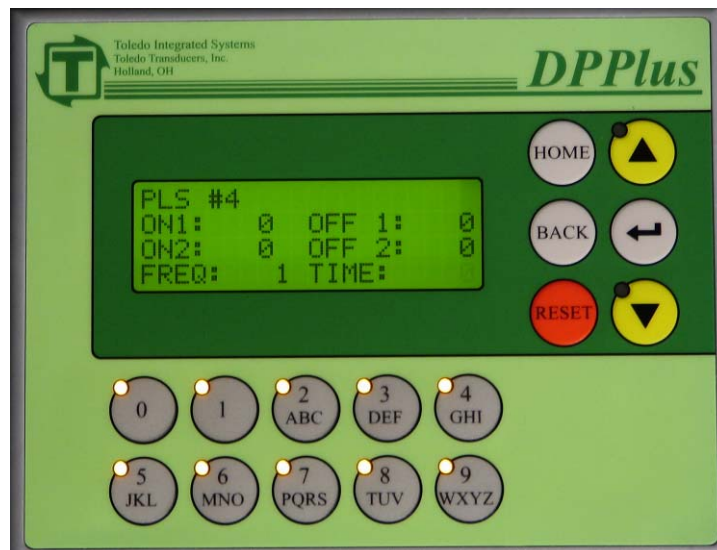 Toledo Integrated Systems
Toledo Transducers, Inc.
Holland, OH
T
DPPlus
HOME
PLS #4
ON1: 0 OFF 1: 0
ON2: 0 OFF 2: 0
FREQ: 1 TIME: 0
BACK
RESET
0
1
2
ABC
3
DEF
4
GHI
5
JKL
6
MNO
7
PQRS
8
TUV
9
WXYZ